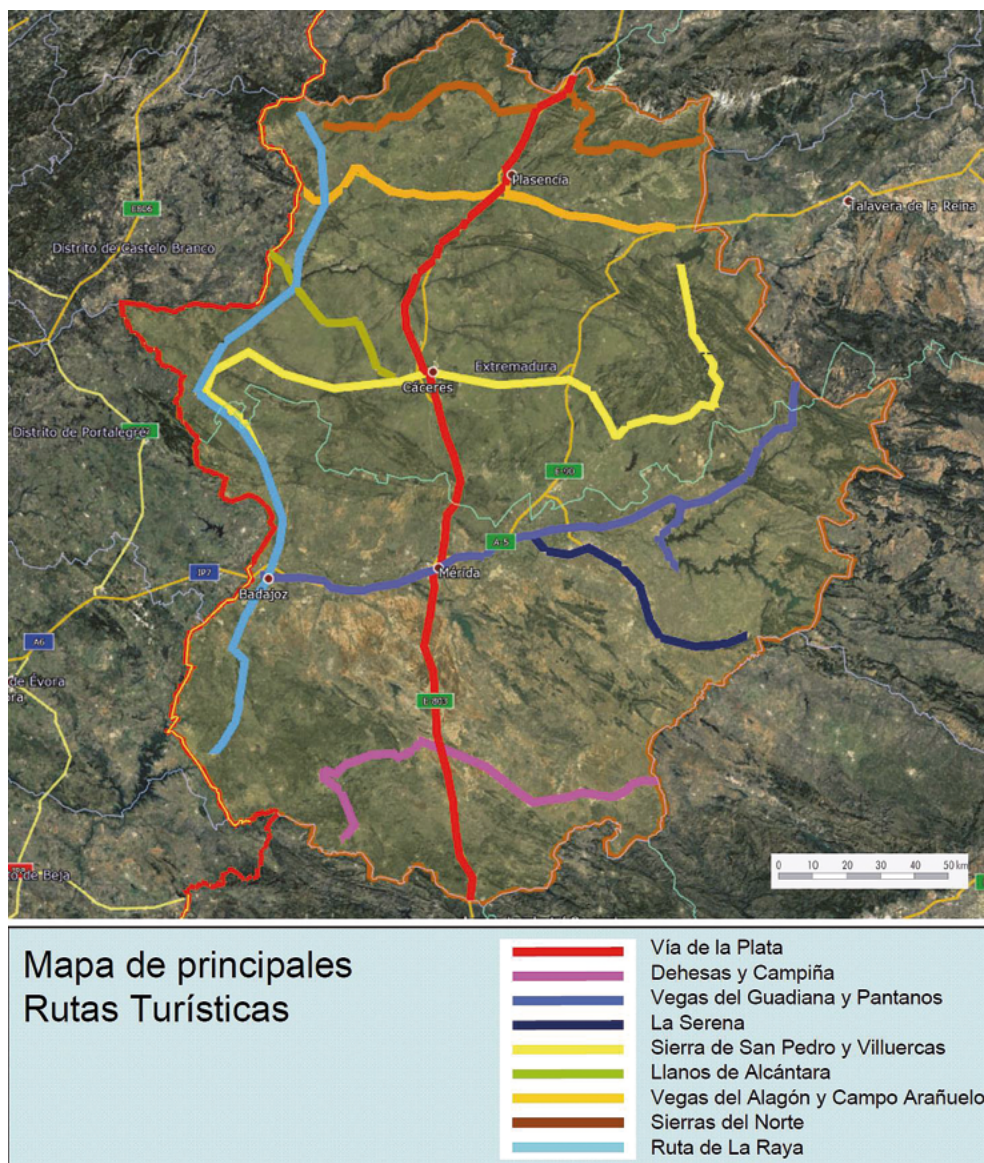 Plasencia
E806
Talavera de la Reina
Distrito de Castelo Branco
Extremadura
Cáceres
Distrito de Portalegre
E-90
A-5
IP7
Mérida
Badajoz
A6
de Évora
E-803
0 10 20 30 40 50 km
to de Beja
Mapa de principales
Rutas Turísticas
Vía de la Plata
Dehesas y Campiña
Vegas del Guadiana y Pantanos
La Serena
Sierra de San Pedro y Villuercas
Llanos de Alcántara
Vegas del Alagón y Campo Arañuelo
Sierras del Norte
Ruta de La Raya